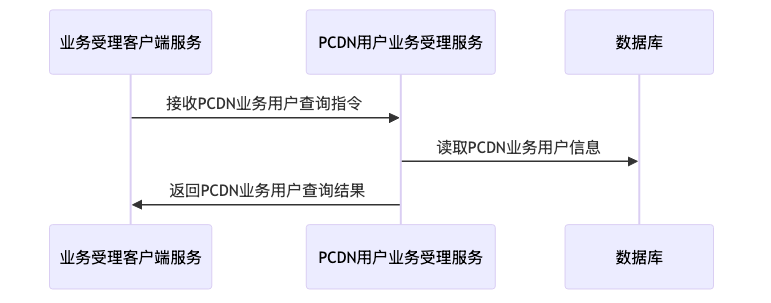 业务受理客户端服务
PCDN用户业务受理服务
数据库
接收PCDN业务用户查询指令
读取PCDN业务用户信息
返回PCDN业务用户查询结果
业务受理客户端服务
PCDN用户业务受理服务
数据库